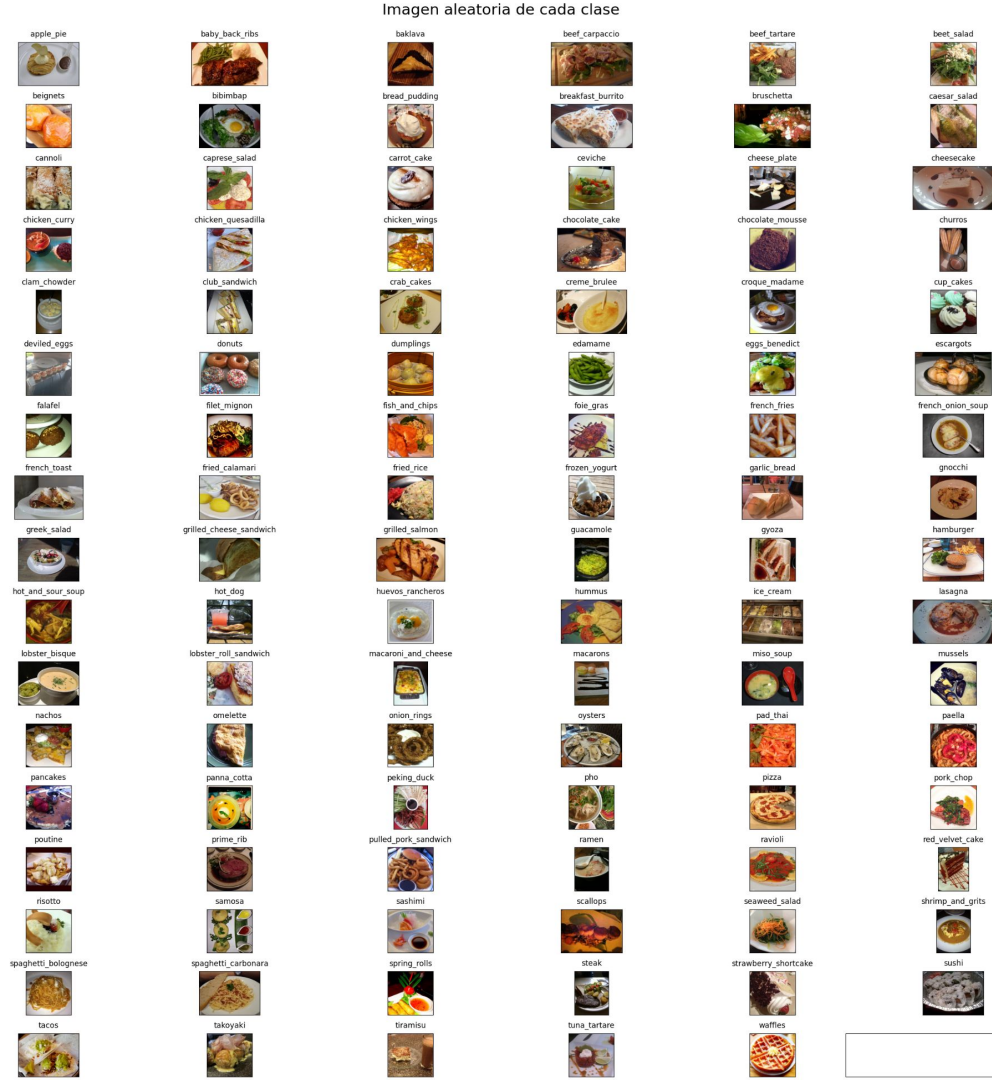 Imagen aleatoria de cada clase
apple_pie baby_back_ribs baklava beef_carpaccio beef_tartare beet_salad
beignets bibimbap bread_pudding breakfast_burrito bruschetta caesar_salad
cannoli caprese_salad carrot_cake ceviche cheese_plate cheesecake
chicken_curry chicken_quesadilla chicken_wings chocolate_cake chocolate_mousse churros
clam_chowder club_sandwich crab_cakes creme_brulee croque_madame cup_cakes
deviled_eggs donuts dumplings edamame eggs_benedict escargots
falafel filet_mignon fish_and_chips foie_gras french_fries french_onion_soup
french_toast fried_calamari fried_rice frozen_yogurt garlic_bread gnocchi
greek_salad grilled_cheese_sandwich grilled_salmon guacamole gyoza hamburger
hot_and_sour_soup hot_dog huevos_rancheros hummus ice_cream lasagna
lobster_bisque lobster_roll_sandwich macaroni_and_cheese macarons miso_soup mussels
nachos omelette onion_rings oysters pad_thai paella
pancakes panna_cotta peking_duck pho pizza pork_chop
poutine prime_rib pulled_pork_sandwich ramen ravioli red_velvet_cake
risotto samosa sashimi scallops seaweed_salad shrimp_and_grits
spaghetti_bolognese spaghetti_carbonara spring_rolls steak strawberry_shortcake sushi
tacos takoyaki tiramisu tuna_tartare waffles